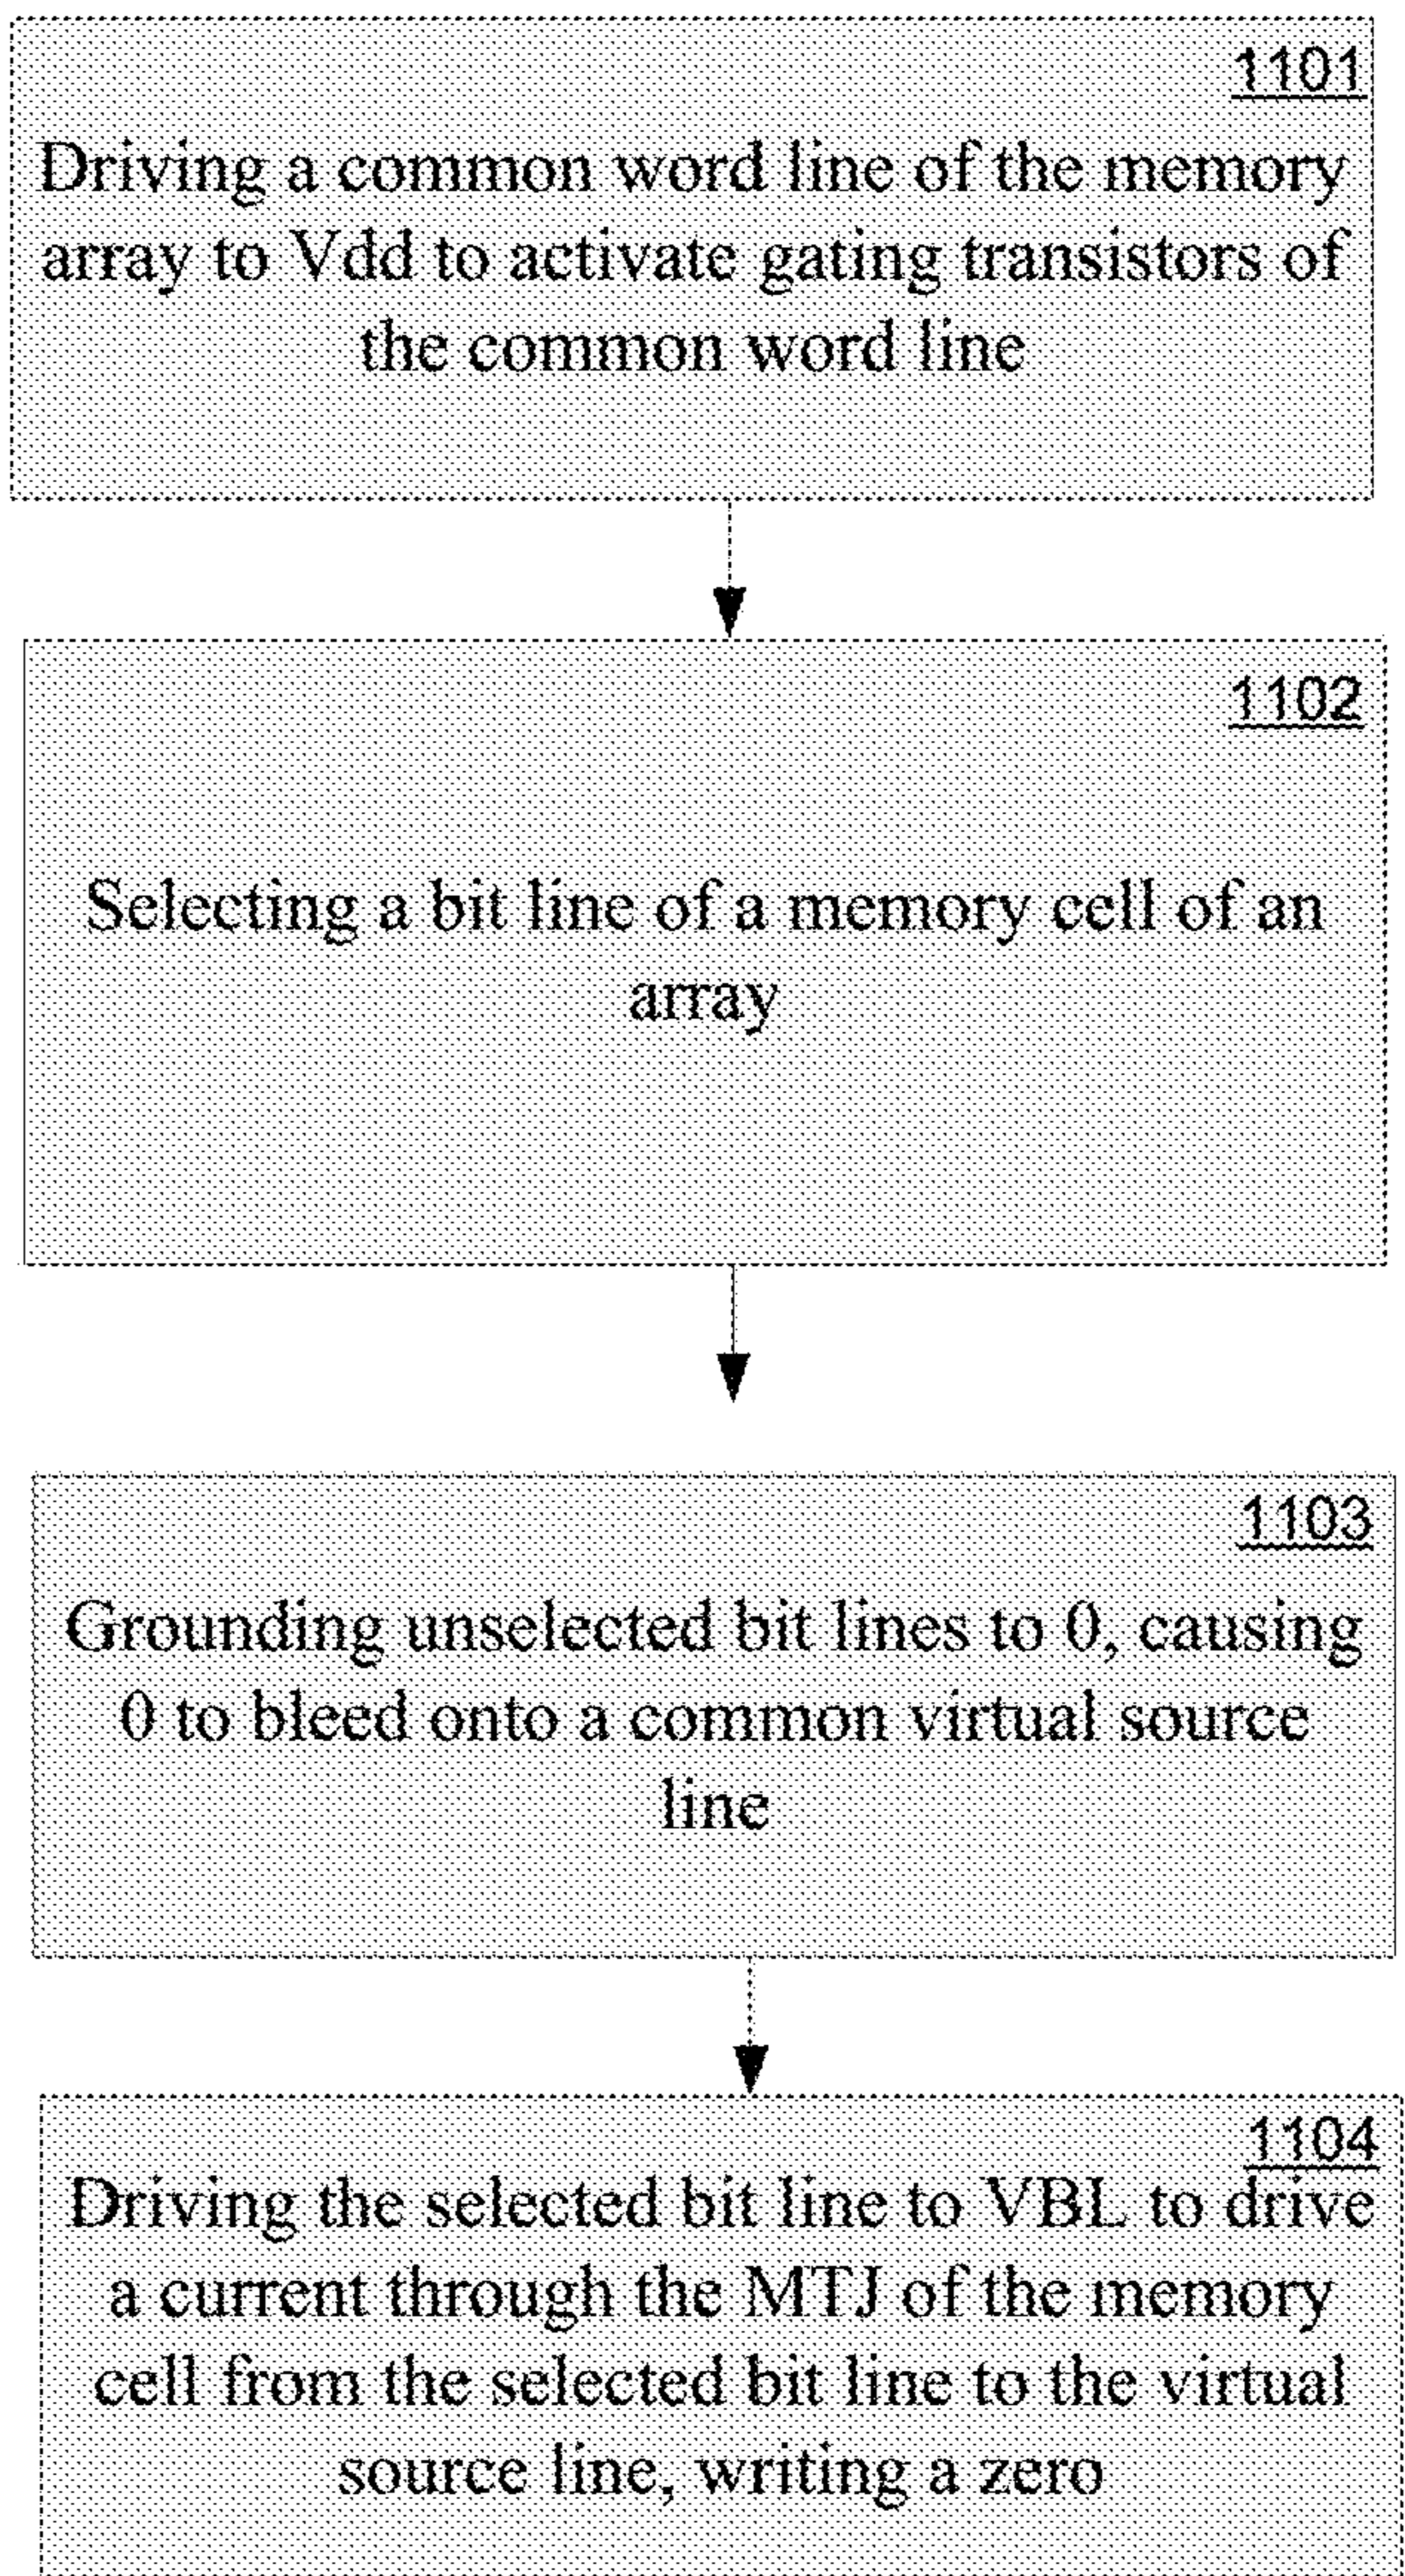 1101
Driving a common word line of the memory
array to Vdd to activate gating transistors of
the common word line
1102
Selecting a bit line of a memory cell of an
array
1103
Grounding unselected bit lines to 0, causing
0 to bleed onto a common virtual source
line
1104
Driving the selected bit line to VBL to drive
a current through the MTJ of the memory
cell from the selected bit line to the virtual
source line, writing a zero